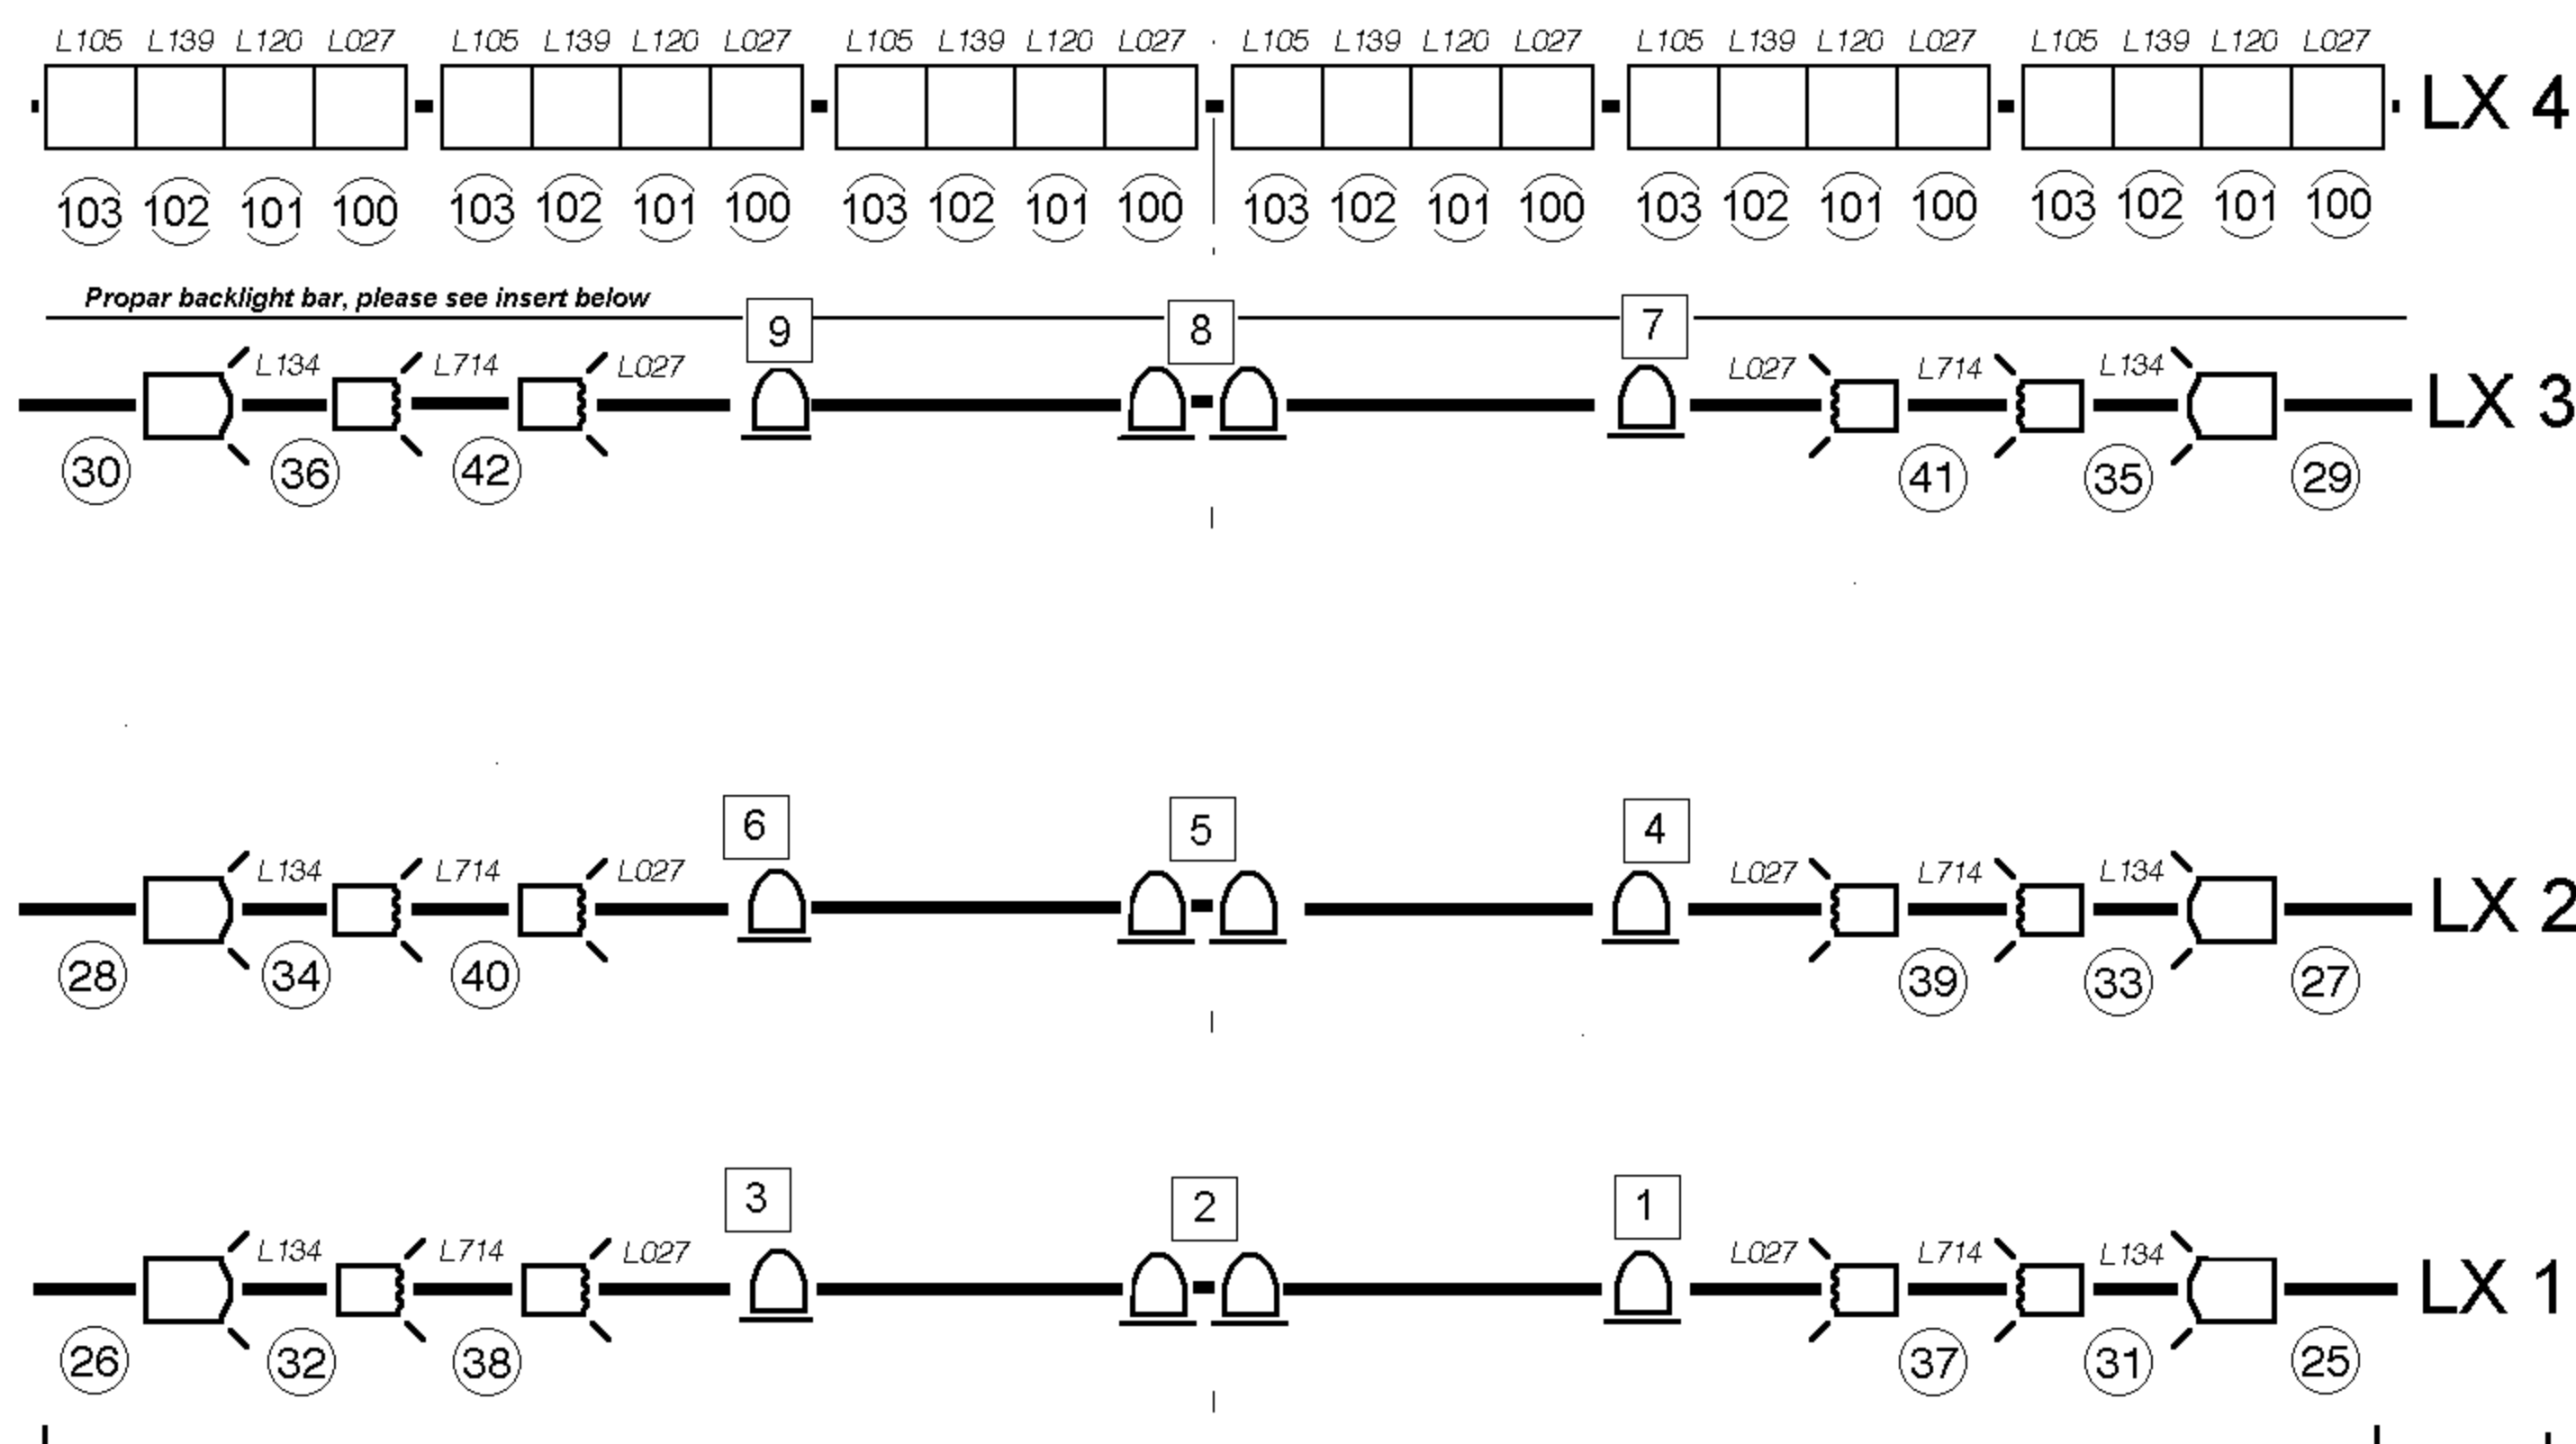 L105 L139 L120 L027 L105 L139 L120 L027 L105 L139 L120 L027 L105 L139 L120 L027 L105 L139 L120 L027 L105 L139 L120 L027
LX 4
103 102 101 100 103 102 101 100 103 102 101 100 103 102 101 100 103 102 101 100 103 102 101 100
Propar backlight bar, please see insert below
9 8 7
L134 L714 L027 L027 L714 L134
LX 3
30 36 42 41 35 29
6 5 4
L134 L714 L027 L027 L714 L134
LX 2
28 34 40 39 33 27
3 2 1
L134 L714 L027 L027 L714 L134
LX 1
26 32 38 37 31 25